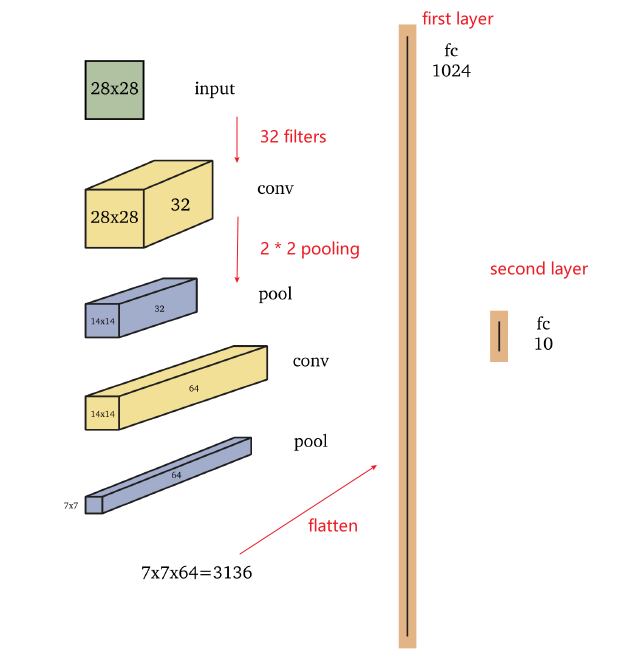 first layer
fc
1024
28x28
input
32 filters
conv
28x28
32
2 * 2 pooling
second layer
pool
14x14
32
fc
10
conv
14x14
64
pool
7x7
64
flatten
7x7x64=3136